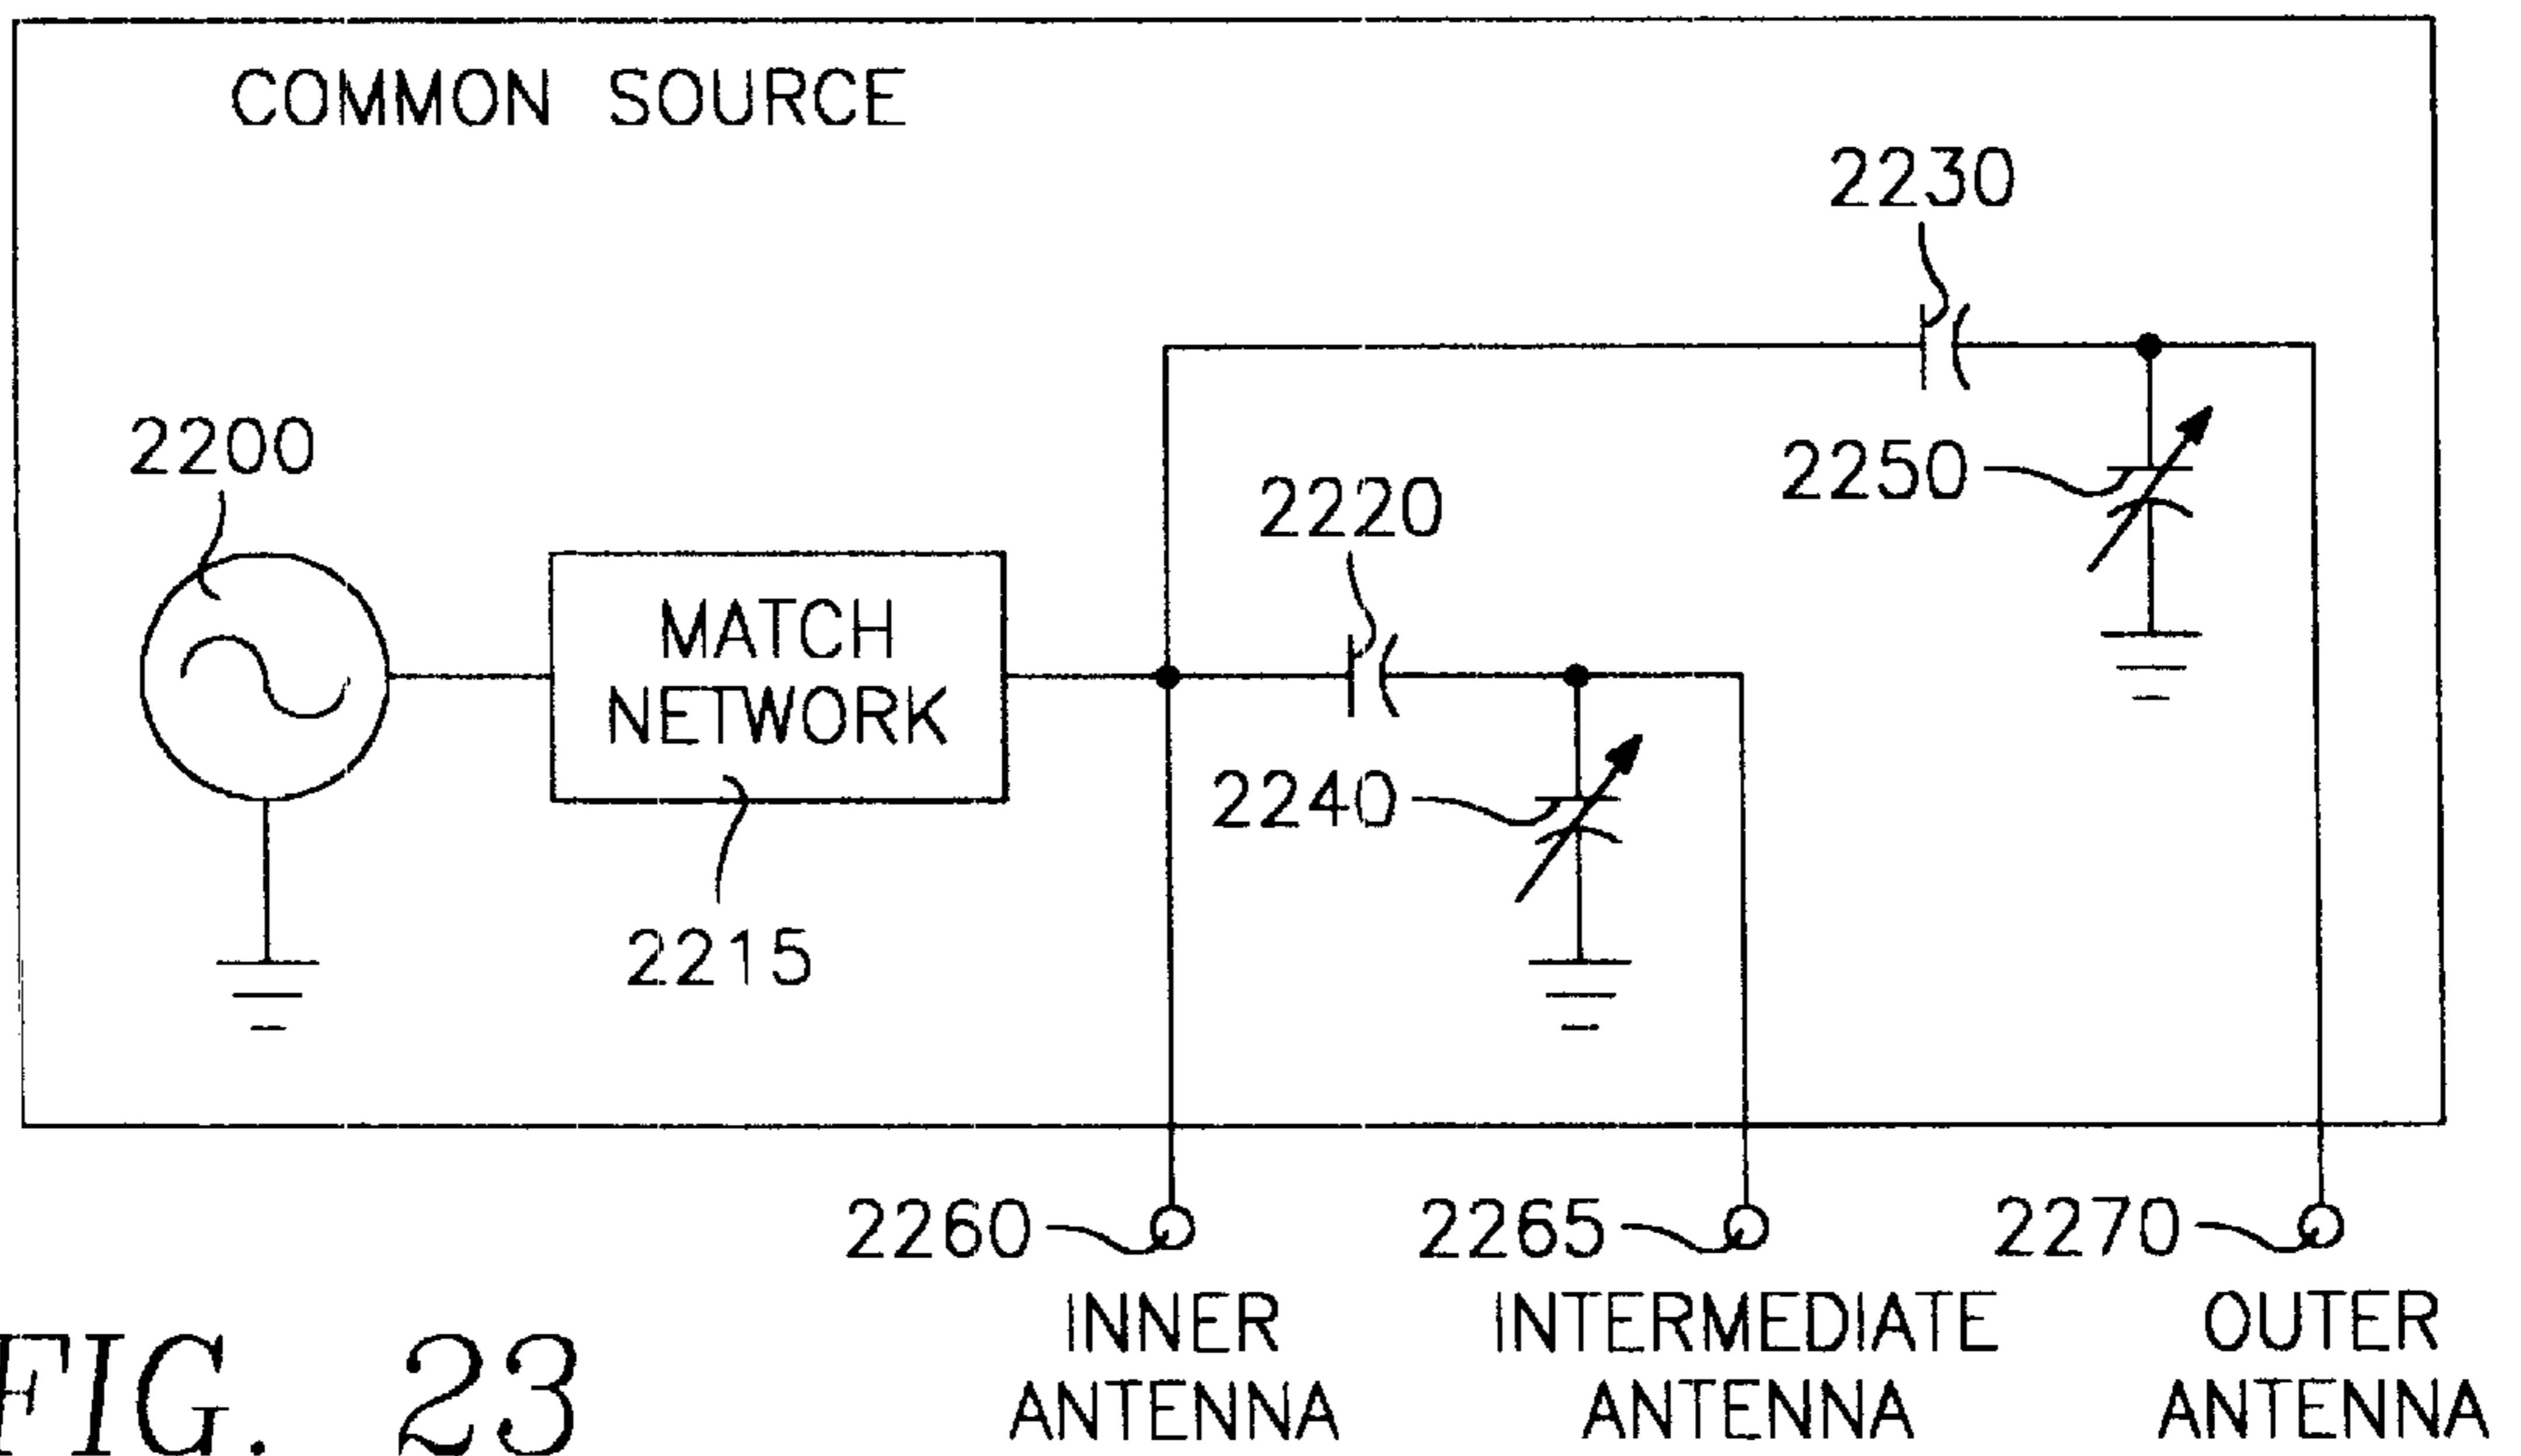 COMMON SOURCE
2230
2200
2250
2220
MATCH
NETWORK
2240
2215
2260
2265
2270
INNER
ANTENNA
INTERMEDIATE
ANTENNA
OUTER
ANTENNA
FIG. 23